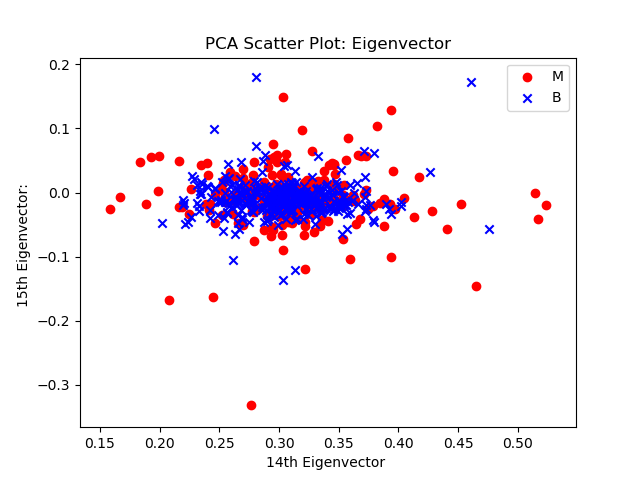 PCA Scatter Plot: Eigenvector
M
B
0.2
0.1
0.0
−0.1
−0.2
−0.3
15th Eigenvector:
0.15 0.20 0.25 0.30 0.35 0.40 0.45 0.50
14th Eigenvector